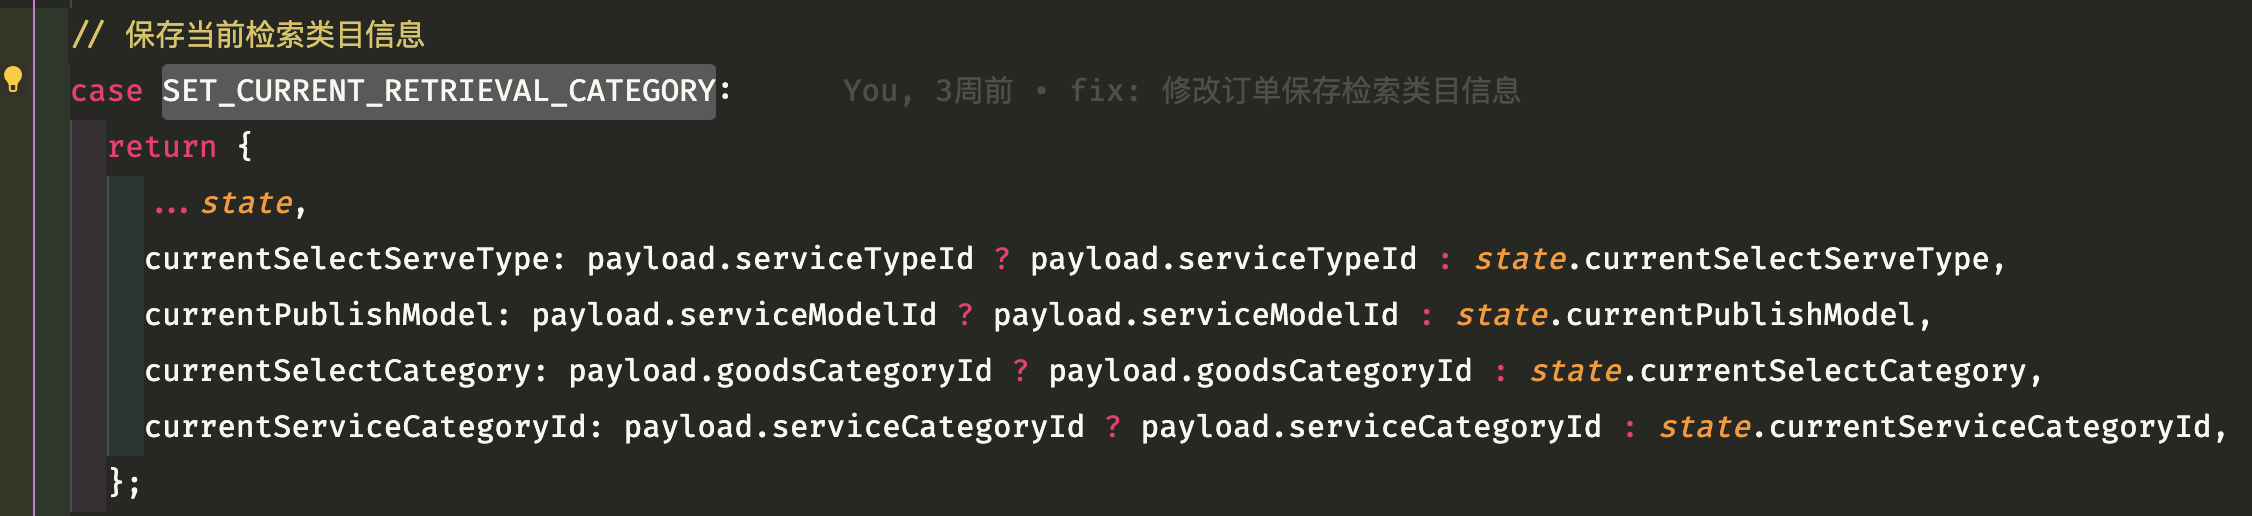 // 保存当前检索类目信息
case SET_CURRENT_RETRIEVAL_CATEGORY: You, 3周前 • fix: 修改订单保存检索类目信息
return {
...state,
currentSelectServeType: payload.serviceTypeId ? payload.serviceTypeId : state.currentSelectServeType,
currentPublishModel: payload.serviceModelId ? payload.serviceModelId : state.currentPublishModel,
currentSelectCategory: payload.goodsCategoryId ? payload.goodsCategoryId : state.currentSelectCategory,
currentServiceCategoryId: payload.serviceCategoryId ? payload.serviceCategoryId : state.currentServiceCategoryId,
};